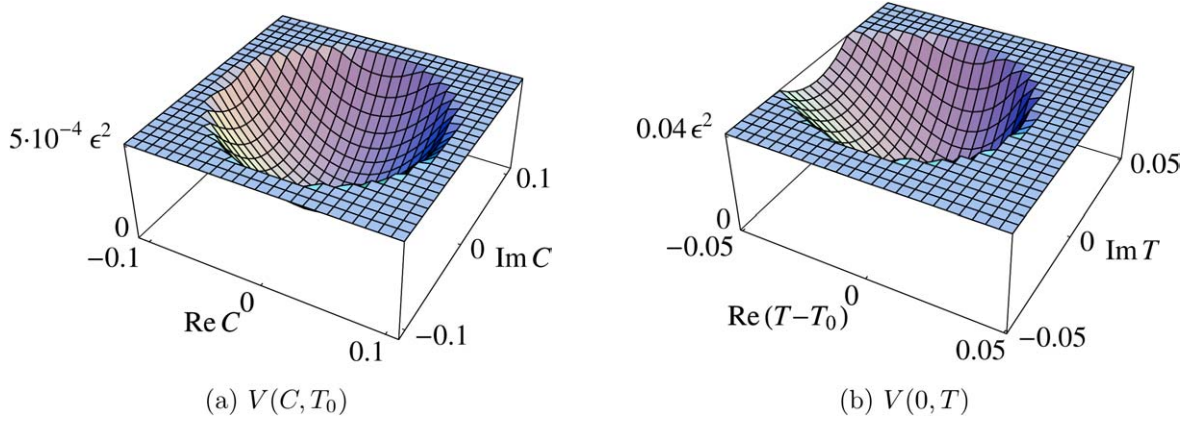 5·10⁻⁴ ϵ²
0
−0.1
Re C
0
0.1
−0.1
0
Im C
0.1
(a) V(C, T₀)
0.04 ϵ²
0
−0.05
Re (T−T₀)
0
0.05
−0.05
0
Im T
0.05
(b) V(0, T)